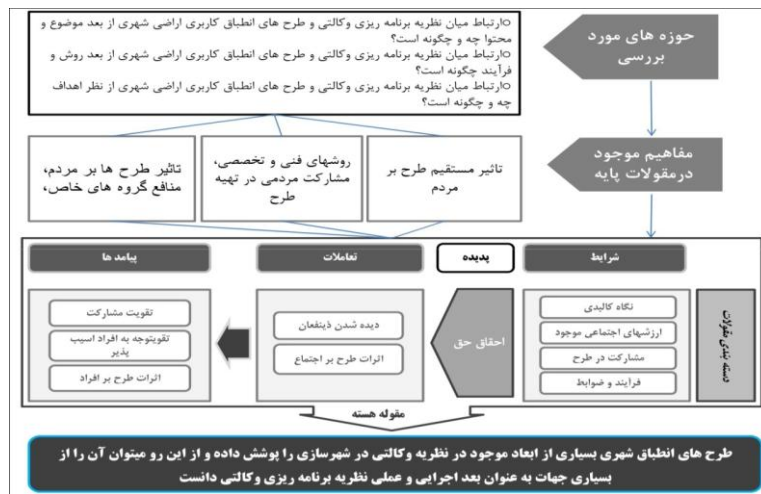 حوزه های مورد
بررسی
oارتباط میان نظریه برنامه ریزی وکالتی و طرح های انطباق کاربری اراضی شهری از بعد موضوع و
محتوا چه و چگونه است؟
oارتباط میان نظریه برنامه ریزی وکالتی و طرح های انطباق کاربری اراضی شهری از بعد روش و
فرآیند چگونه است؟
oارتباط میان نظریه برنامه ریزی وکالتی و طرح های انطباق کاربری اراضی شهری از نظر اهداف
چه و چگونه است؟
مفاهیم موجود
درمقولات پایه
تاثیر مستقیم طرح بر
مردم
روشهای فنی و تخصصی،
مشارکت مردمی در تهیه
طرح
تاثیر طرح ها بر مردم،
منافع گروه های خاص،
دسته بندی مقولات
شرایط
نگاه کالبدی
ارزشهای اجتماعی موجود
مشارکت در طرح
فرآیند و ضوابط
پدیده
احقاق حق
تعاملات
دیده شدن ذینفعان
اثرات طرح بر اجتماع
پیامد ها
تقویت مشارکت
تقویتوجه به افراد اسیب
پذیر
اثرات طرح بر افراد
مقوله هسته
طرح های انطباق شهری بسیاری از ابعاد موجود در نظریه وکالتی در شهرسازی را پوشش داده و از این رو میتوان آن را از
بسیاری جهات به عنوان بعد اجرایی و عملی نظریه برنامه ریزی وکالتی دانست